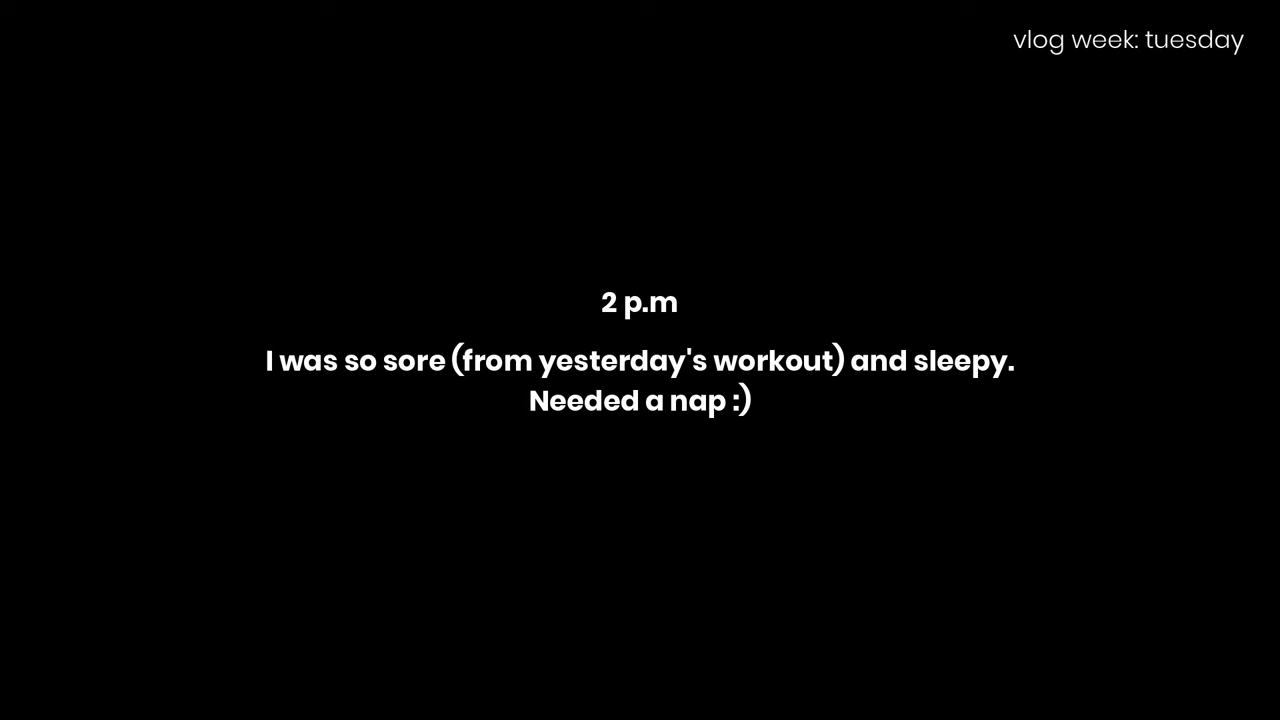 vlog week: tuesday
2 p.m
I was so sore (from yesterday's workout) and sleepy.
Needed a nap :)